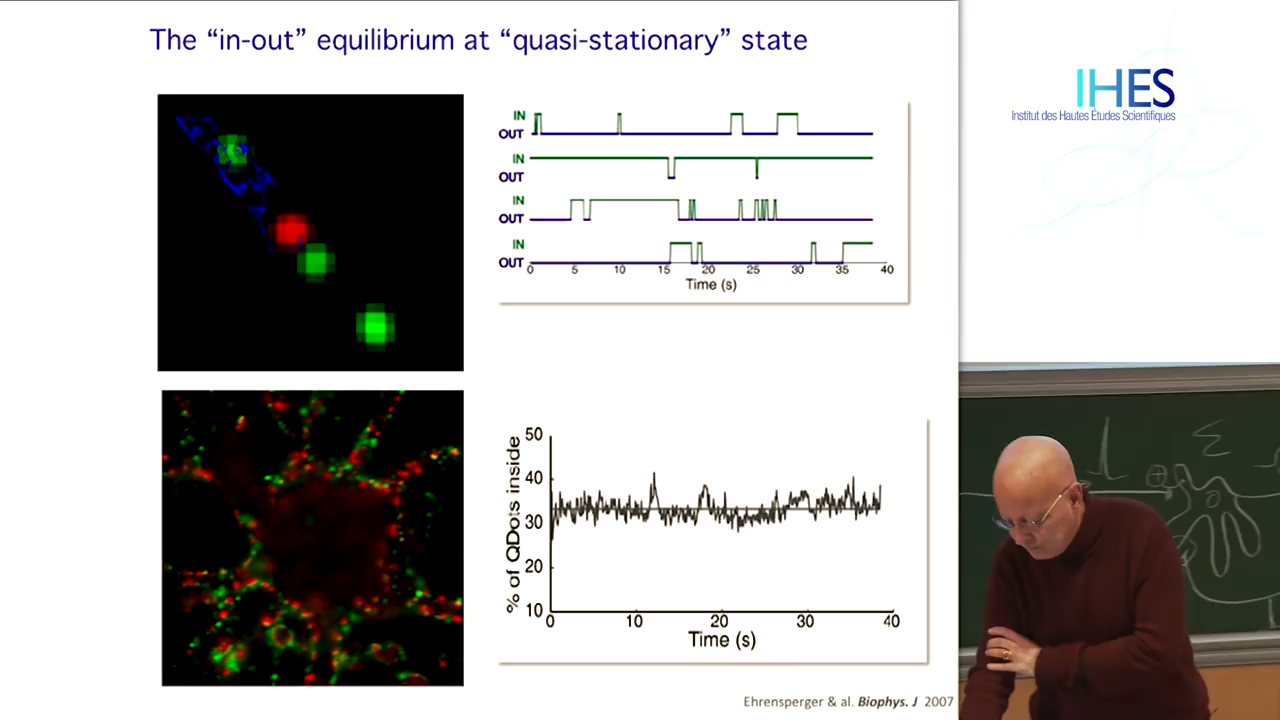 The “in-out” equilibrium at “quasi-stationary” state
IHES
Institut des Hautes Études Scientifiques
IN
OUT
IN
OUT
IN
OUT
IN
OUT
0 5 10 15 20 25 30 35 40
Time (s)
50
40
30
20
10
% of QDots inside
0 10 20 30 40
Time (s)
Ehrensperger & al. Biophys. J 2007